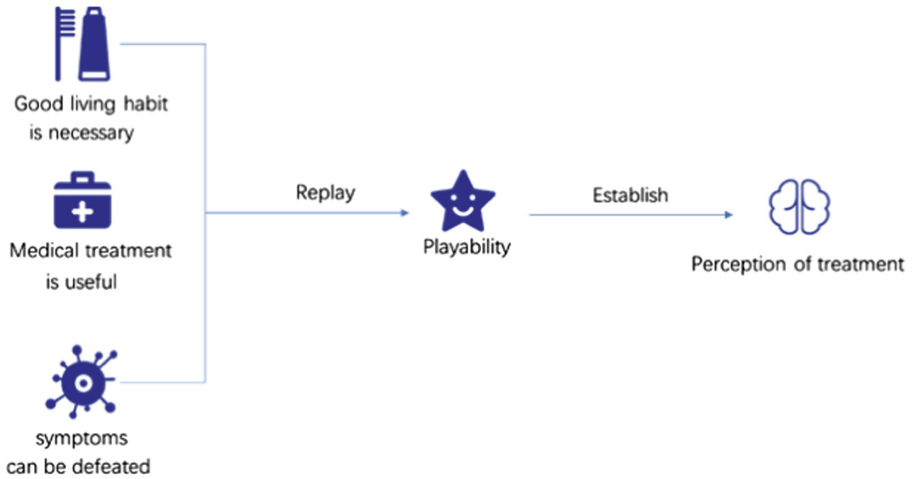 Good living habit
is necessary
Medical treatment
is useful
symptoms
can be defeated
Replay
Playability
Establish
Perception of treatment